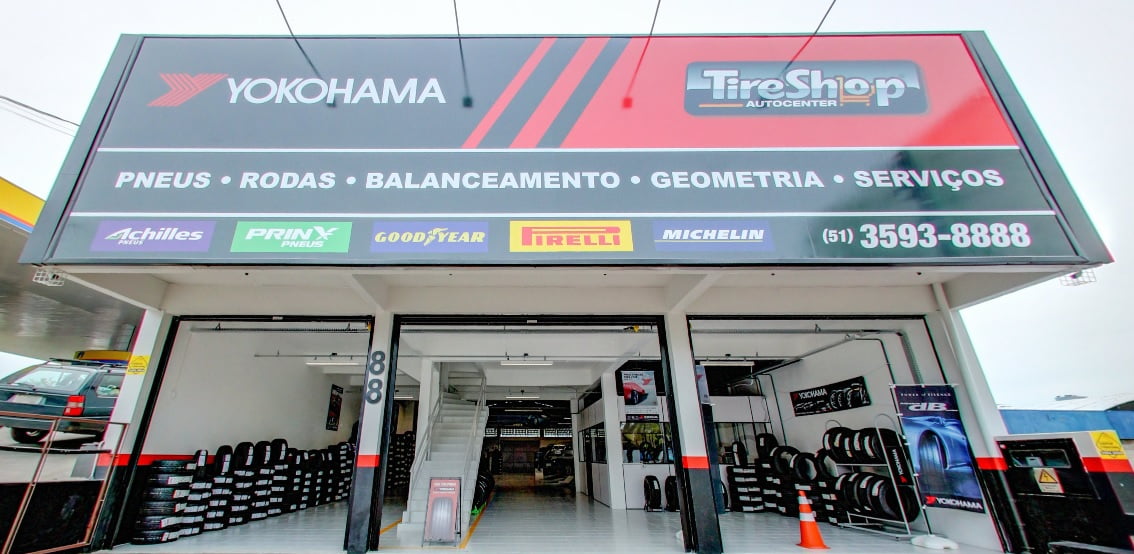 YOKOHAMA
TireShop
AUTOCENTER
PNEUS • RODAS • BALANCEAMENTO • GEOMETRIA • SERVIÇOS
Achilles
PNEUS
PRINX
PNEUS
GOODYEAR
PIRELLI
MICHELIN
(51) 3593-8888
88
YOKOHAMA
dB
YOKOHAMA